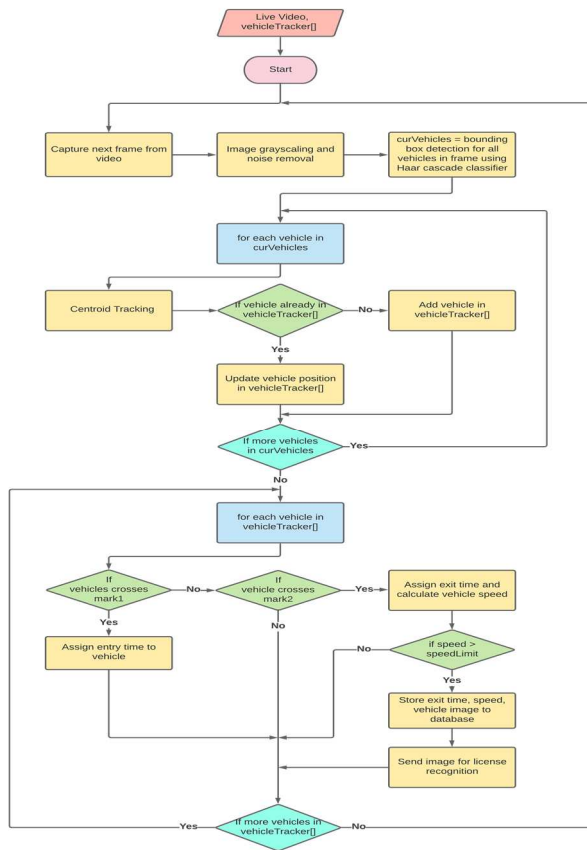 Live Video,
vehicleTracker[]
Start
Capture next frame from
video
Image grayscaling and
noise removal
curVehicles = bounding
box detection for all
vehicles in frame using
Haar cascade classifier
for each vehicle in
curVehicles
Centroid Tracking
If vehicle already in
vehicleTracker[]
No
Add vehicle in
vehicleTracker[]
Yes
Update vehicle position
in vehicleTracker[]
If more vehicles
in curVehicles
Yes
No
for each vehicle in
vehicleTracker[]
If
vehicles crosses
mark1
No
If
vehicle crosses
mark2
Yes
Assign exit time and
calculate vehicle speed
Yes
No
Assign entry time to
vehicle
No
if speed >
speedLimit
Yes
Store exit time, speed,
vehicle image to
database
Send image for license
recognition
Yes
If more vehicles in
vehicleTracker[]
No